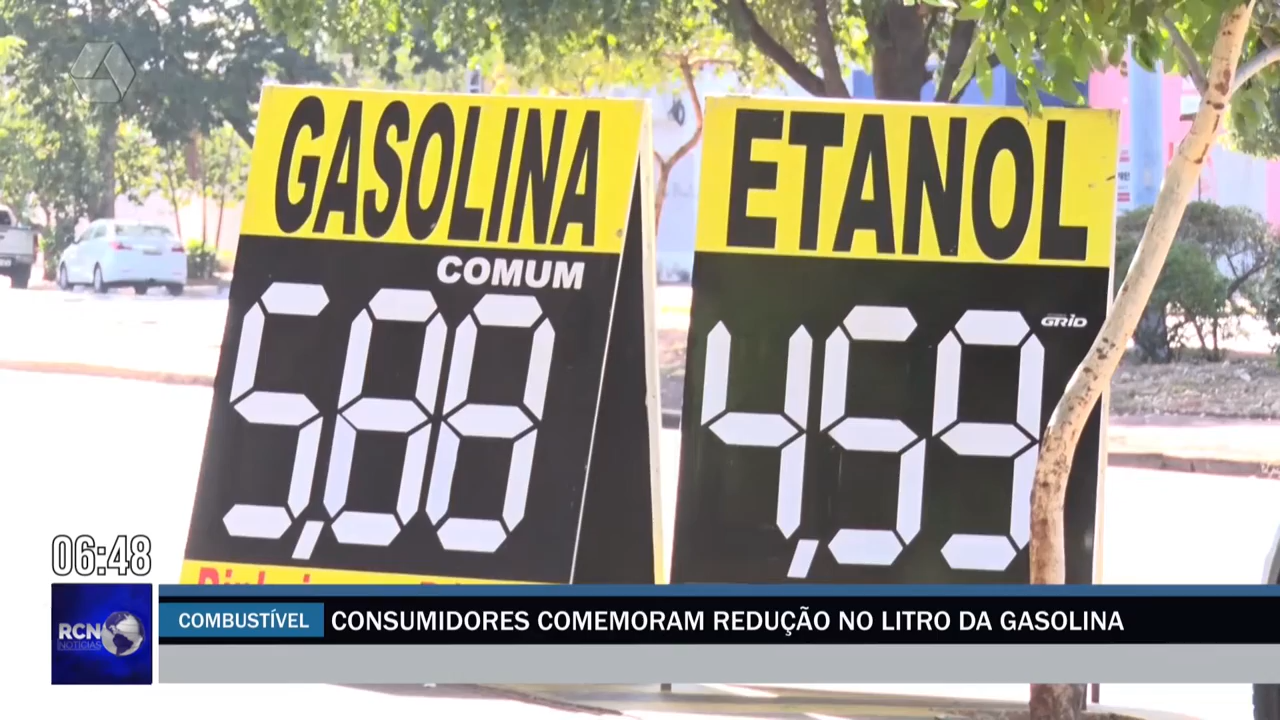 GASOLINA
COMUM
5,88
ETANOL
GRID
4,59
06:48
RCN
NOTÍCIAS
COMBUSTÍVEL
CONSUMIDORES COMEMORAM REDUÇÃO NO LITRO DA GASOLINA